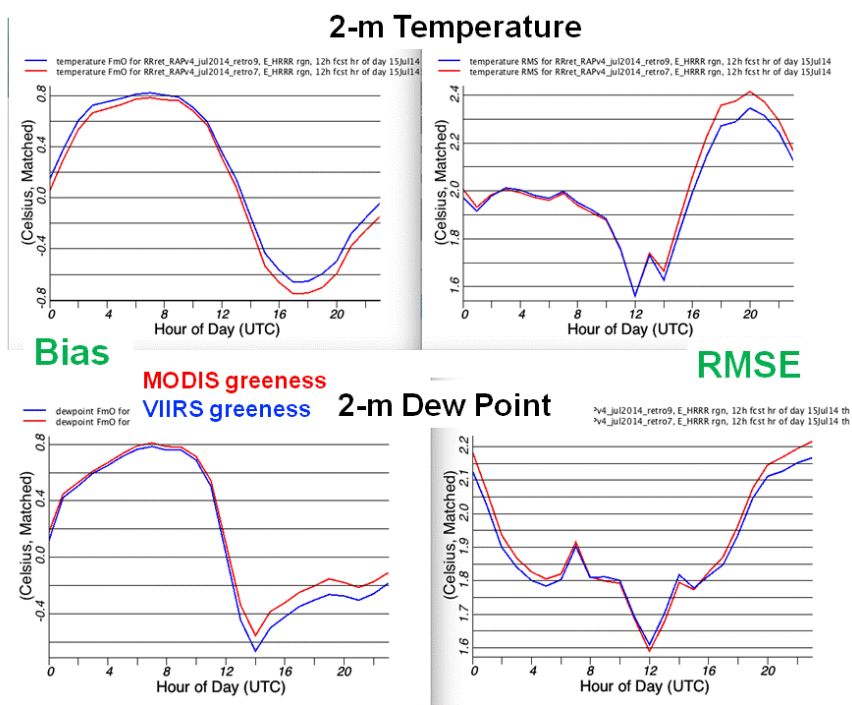 2-m Temperature
temperature FmO for RRret_RAPv4_jul2014_retro9, E_HRRR rgn, 12h fcst hr of day 15Jul14
temperature FmO for RRret_RAPv4_jul2014_retro7, E_HRRR rgn, 12h fcst hr of day 15Jul14
temperature RMS for RRret_RAPv4_jul2014_retro9, E_HRRR rgn, 12h fcst hr of day 15Jul14
temperature RMS for RRret_RAPv4_jul2014_retro7, E_HRRR rgn, 12h fcst hr of day 15Jul14
(Celsius, Matched)
0.8
0.4
0.0
-0.4
-0.8
0 4 8 12 16 20
Hour of Day (UTC)
(Celsius, Matched)
2.4
2.2
2.0
1.8
1.6
0 4 8 12 16 20
Hour of Day (UTC)
Bias
RMSE
MODIS greeness
VIIRS greeness
2-m Dew Point
dewpoint FmO for
dewpoint FmO for
Pv4_jul2014_retro9, E_HRRR rgn, 12h fcst hr of day 15Jul14 th
Pv4_jul2014_retro7, E_HRRR rgn, 12h fcst hr of day 15Jul14 th
(Celsius, Matched)
0.8
0.4
0.0
-0.4
0 4 8 12 16 20
Hour of Day (UTC)
(Celsius, Matched)
2.2
2.1
2.0
1.9
1.8
1.7
1.6
0 4 8 12 16 20
Hour of Day (UTC)